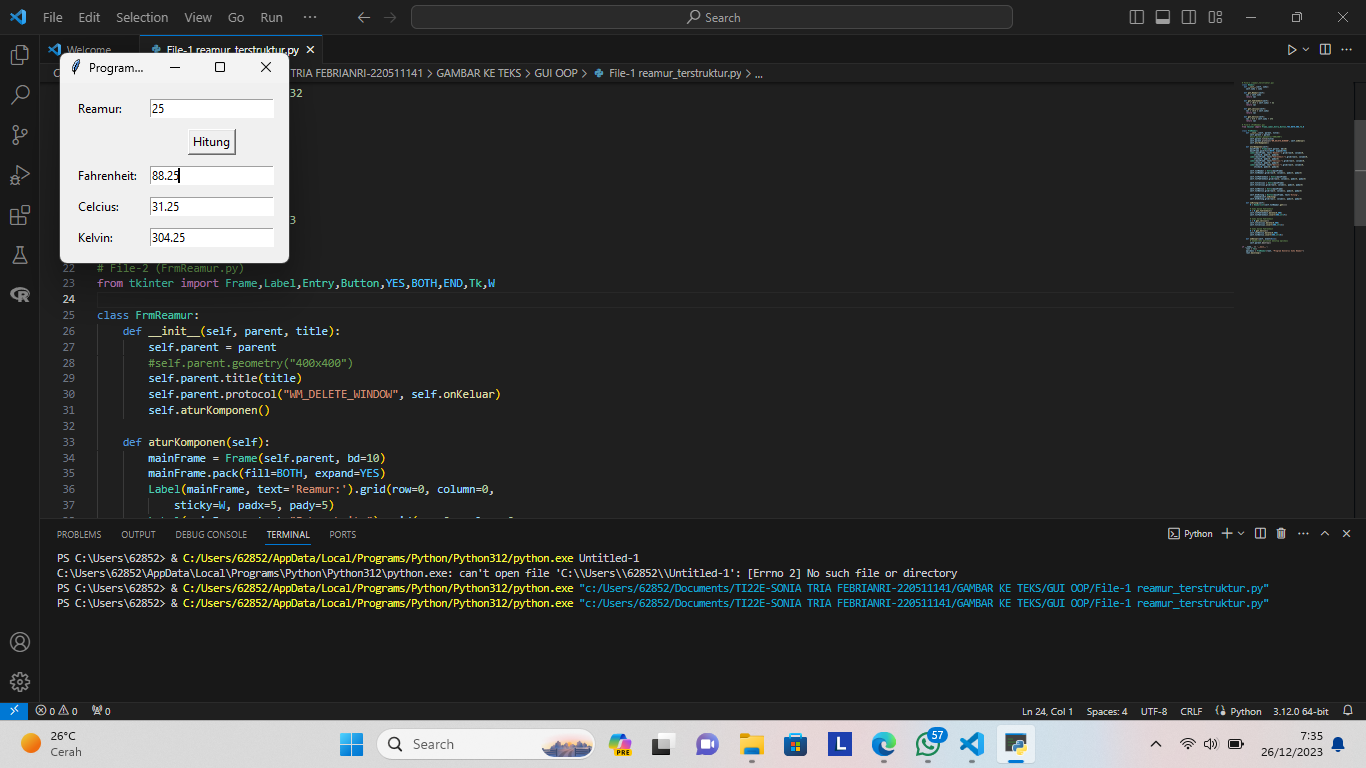 File Edit Selection View Go Run ··· Search
Welcome File-1 reamur_terstruktur.py
TRIA FEBRIANRI-220511141 > GAMBAR KE TEKS > GUI OOP > File-1 reamur_terstruktur.py > ...
Program...
Reamur: 25
Hitung
Fahrenheit: 88.25
Celcius: 31.25
Kelvin: 304.25
32
3
22 # File-2 (FrmReamur.py)
23 from tkinter import Frame,Label,Entry,Button,YES,BOTH,END,Tk,W
24
25 class FrmReamur:
26 def __init__(self, parent, title):
27 self.parent = parent
28 #self.parent.geometry("400x400")
29 self.parent.title(title)
30 self.parent.protocol("WM_DELETE_WINDOW", self.onKeluar)
31 self.aturKomponen()
32
33 def aturKomponen(self):
34 mainFrame = Frame(self.parent, bd=10)
35 mainFrame.pack(fill=BOTH, expand=YES)
36 Label(mainFrame, text='Reamur:').grid(row=0, column=0,
37 sticky=W, padx=5, pady=5)
PROBLEMS OUTPUT DEBUG CONSOLE TERMINAL PORTS Python
PS C:\Users\62852> & C:/Users/62852/AppData/Local/Programs/Python/Python312/python.exe Untitled-1
C:\Users\62852\AppData\Local\Programs\Python\Python312\python.exe: can't open file 'C:\\Users\\62852\\Untitled-1': [Errno 2] No such file or directory
PS C:\Users\62852> & C:/Users/62852/AppData/Local/Programs/Python/Python312/python.exe "c:/Users/62852/Documents/TI22E-SONIA TRIA FEBRIANRI-220511141/GAMBAR KE TEKS/GUI OOP/File-1 reamur_terstruktur.py"
PS C:\Users\62852> & C:/Users/62852/AppData/Local/Programs/Python/Python312/python.exe "c:/Users/62852/Documents/TI22E-SONIA TRIA FEBRIANRI-220511141/GAMBAR KE TEKS/GUI OOP/File-1 reamur_terstruktur.py"
0 0 0 Ln 24, Col 1 Spaces: 4 UTF-8 CRLF Python 3.12.0 64-bit
26°C
Cerah
Search
PRE
L
57
7:35
26/12/2023